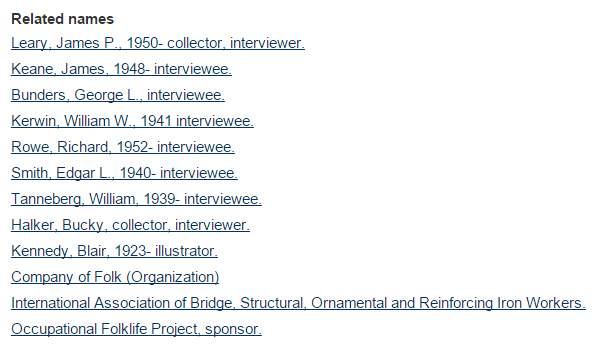 Related names
Leary, James P., 1950- collector, interviewer.
Keane, James, 1948- interviewee.
Bunders, George L., interviewee.
Kerwin, William W., 1941 interviewee.
Rowe, Richard, 1952- interviewee.
Smith, Edgar L., 1940- interviewee.
Tanneberg, William, 1939- interviewee.
Halker, Bucky, collector, interviewer.
Kennedy, Blair, 1923- illustrator.
Company of Folk (Organization)
International Association of Bridge, Structural, Ornamental and Reinforcing Iron Workers.
Occupational Folklife Project, sponsor.